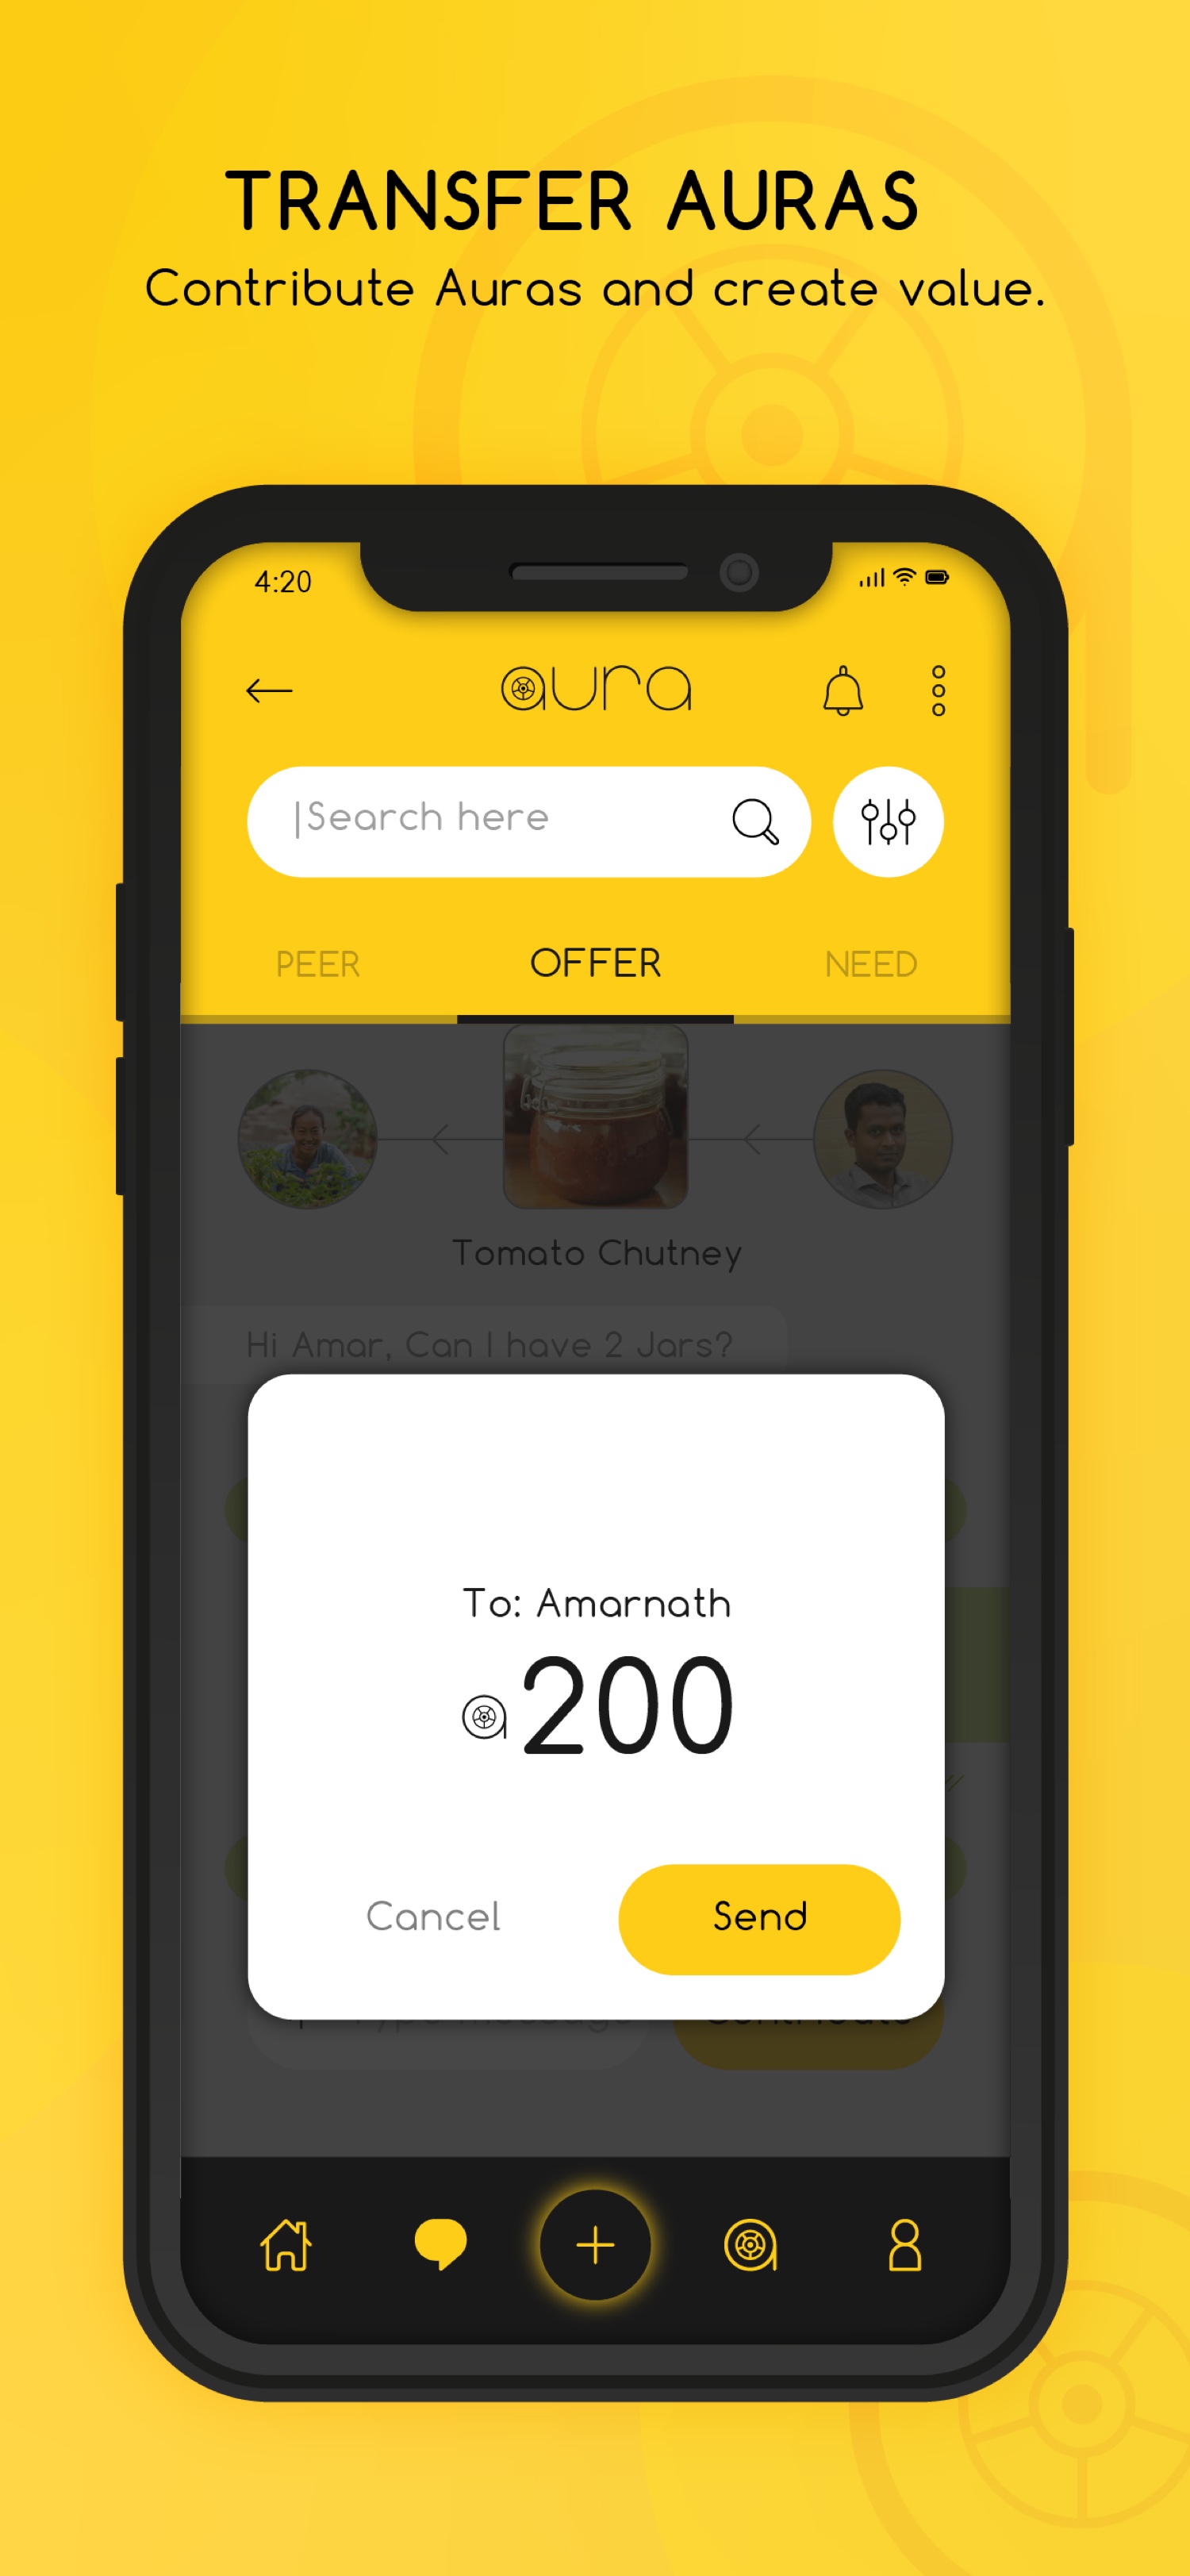 TRANSFER AURAS
Contribute Auras and create value.
4:20
aura
Search here
PEER OFFER NEED
Tomato Chutney
Hi Amar, Can I have 2 Jars?
To: Amarnath
200
Cancel Send